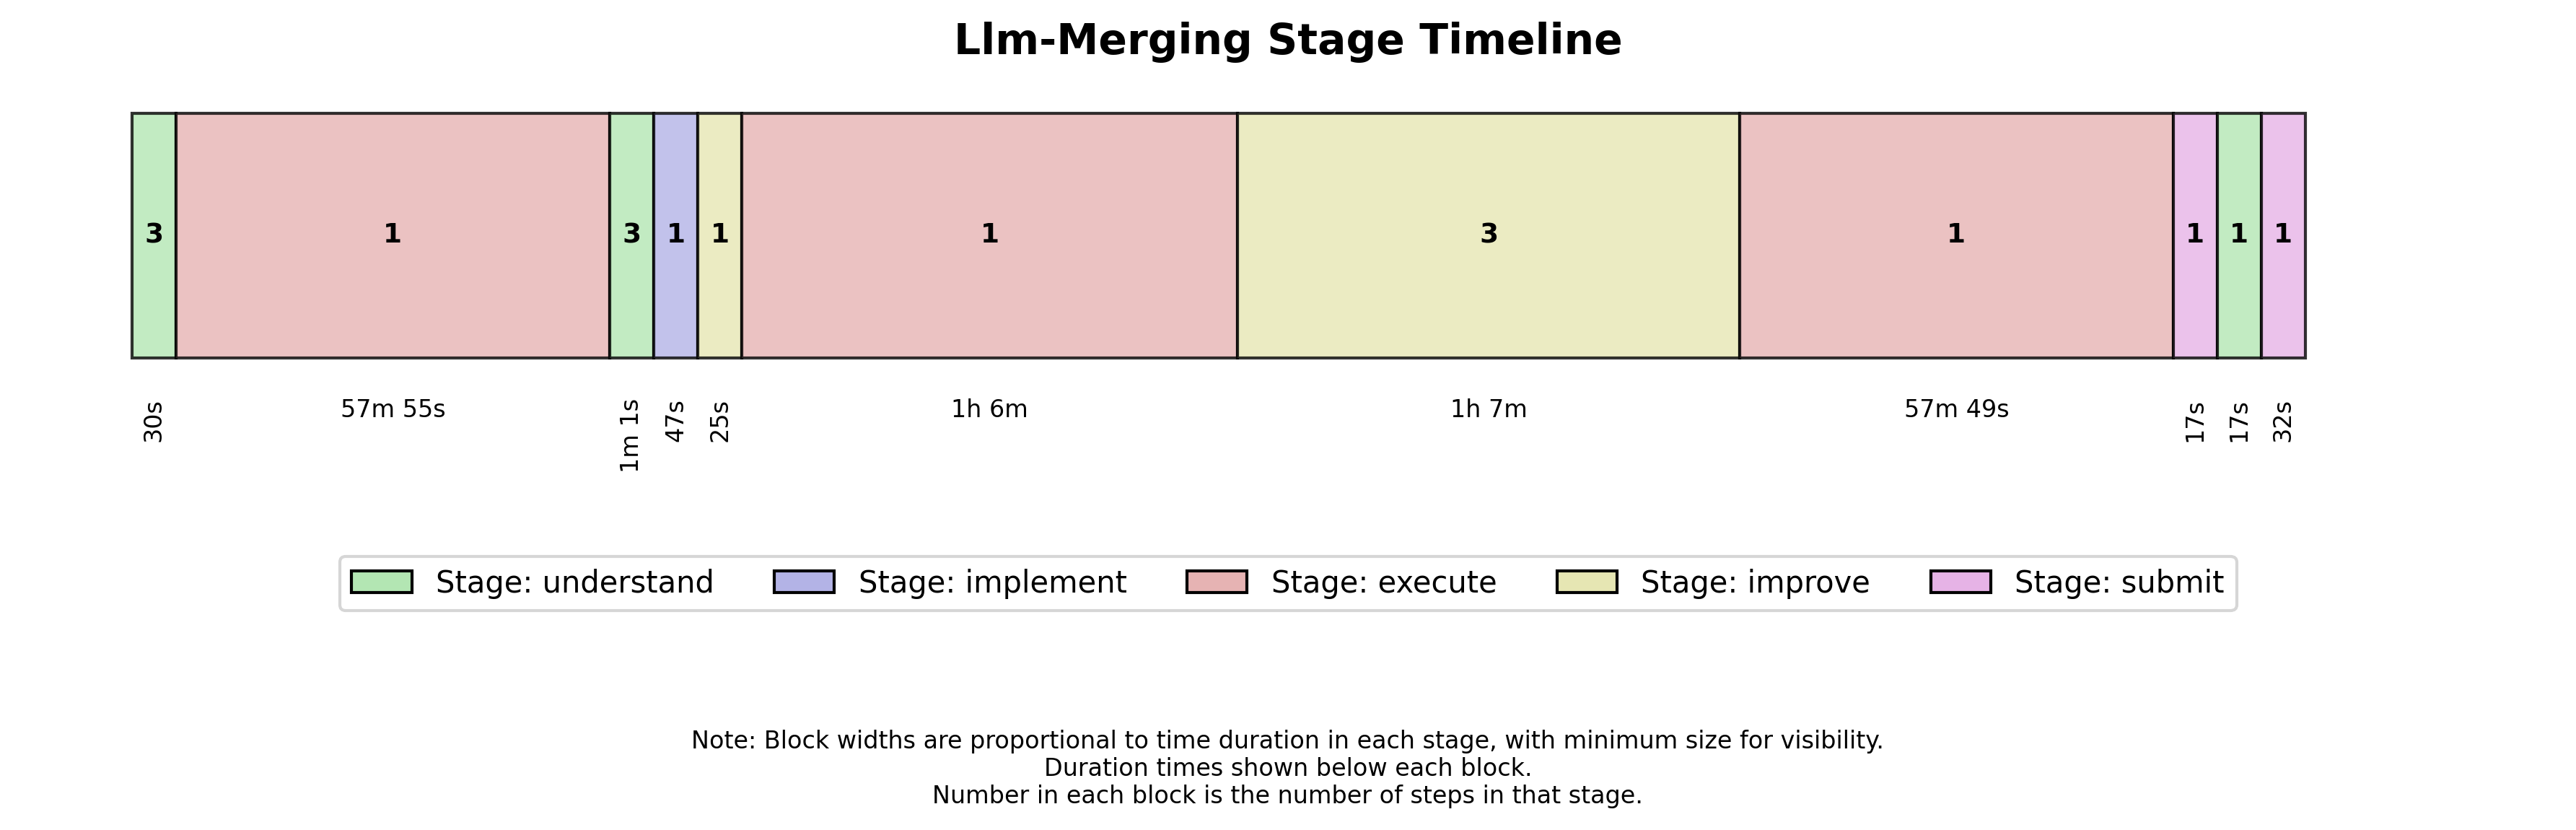 Llm-Merging Stage Timeline
3 1 3 1 1 1 3 1 1 1 1
30s 57m 55s 1m 1s 47s 25s 1h 6m 1h 7m 57m 49s 17s 17s 32s
Stage: understand Stage: implement Stage: execute Stage: improve Stage: submit
Note: Block widths are proportional to time duration in each stage, with minimum size for visibility.
Duration times shown below each block.
Number in each block is the number of steps in that stage.